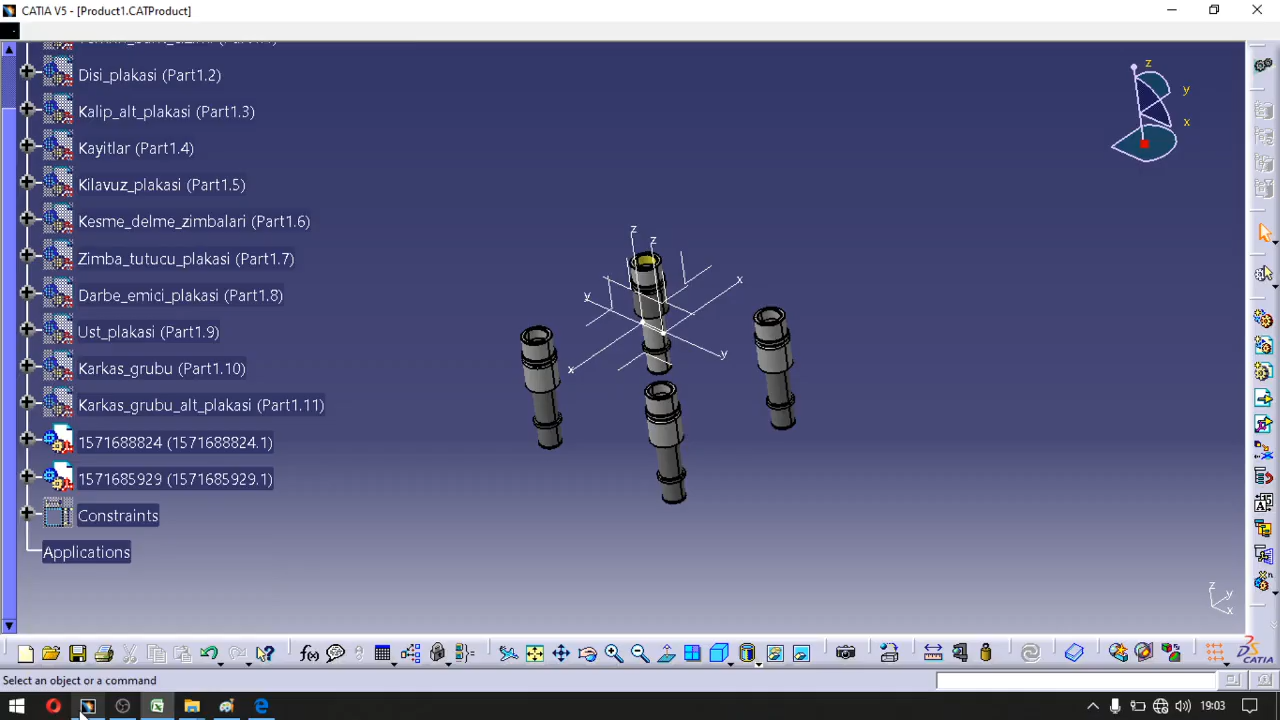 CATIA V5 - [Product1.CATProduct]
Disi_plakasi (Part1.2)
Kalip_alt_plakasi (Part1.3)
Kayitlar (Part1.4)
Kilavuz_plakasi (Part1.5)
Kesme_delme_zimbalari (Part1.6)
Zimba_tutucu_plakasi (Part1.7)
Darbe_emici_plakasi (Part1.8)
Ust_plakasi (Part1.9)
Karkas_grubu (Part1.10)
Karkas_grubu_alt_plakasi (Part1.11)
1571688824 (1571688824.1)
1571685929 (1571685929.1)
Constraints
Applications
z
y
x
z
z
x
y
y
x
z
y
x
f(x)
CATIA
Select an object or a command
19:03